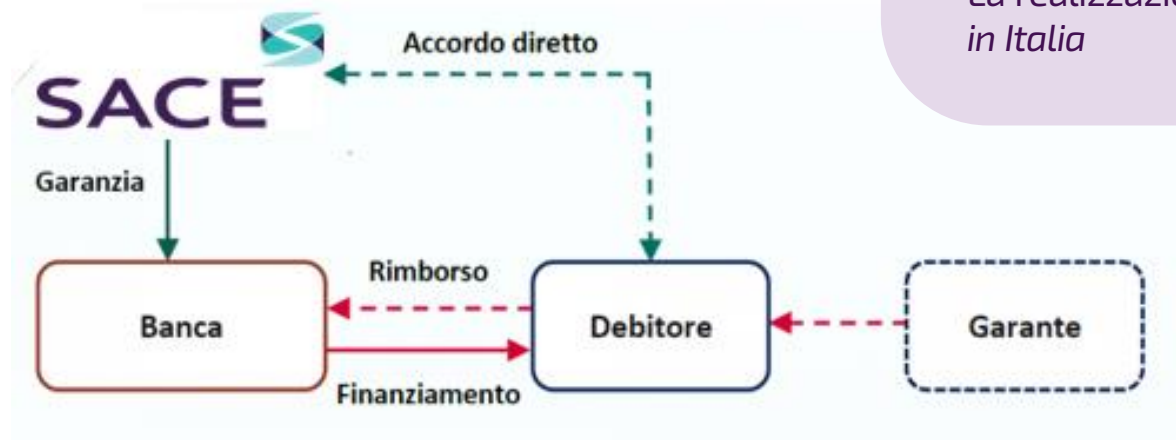 in Italia
Accordo diretto
SACE
Garanzia
Rimborso
Banca
Debitore
Garante
Finanziamento